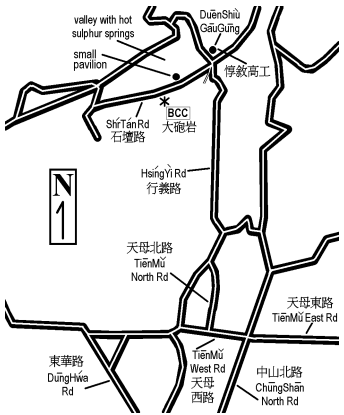 valley with hot
sulphur springs
DuēnShiù
GāuGūng
small
pavilion
惇敘高工
BCC
大砲岩
ShíTán Rd
石壇路
HsíngYì Rd
行義路
N
天母北路
TiēnMǔ
North Rd
天母東路
TiēnMǔ East Rd
TiēnMǔ
West Rd
天母
西路
東華路
DūngHwá
Rd
中山北路
ChūngShān
North Rd